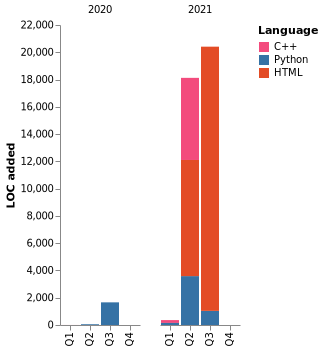 2020 2021
Language
C++
Python
HTML
LOC added
22,000
20,000
18,000
16,000
14,000
12,000
10,000
8,000
6,000
4,000
2,000
0
Q1 Q2 Q3 Q4 Q1 Q2 Q3 Q4